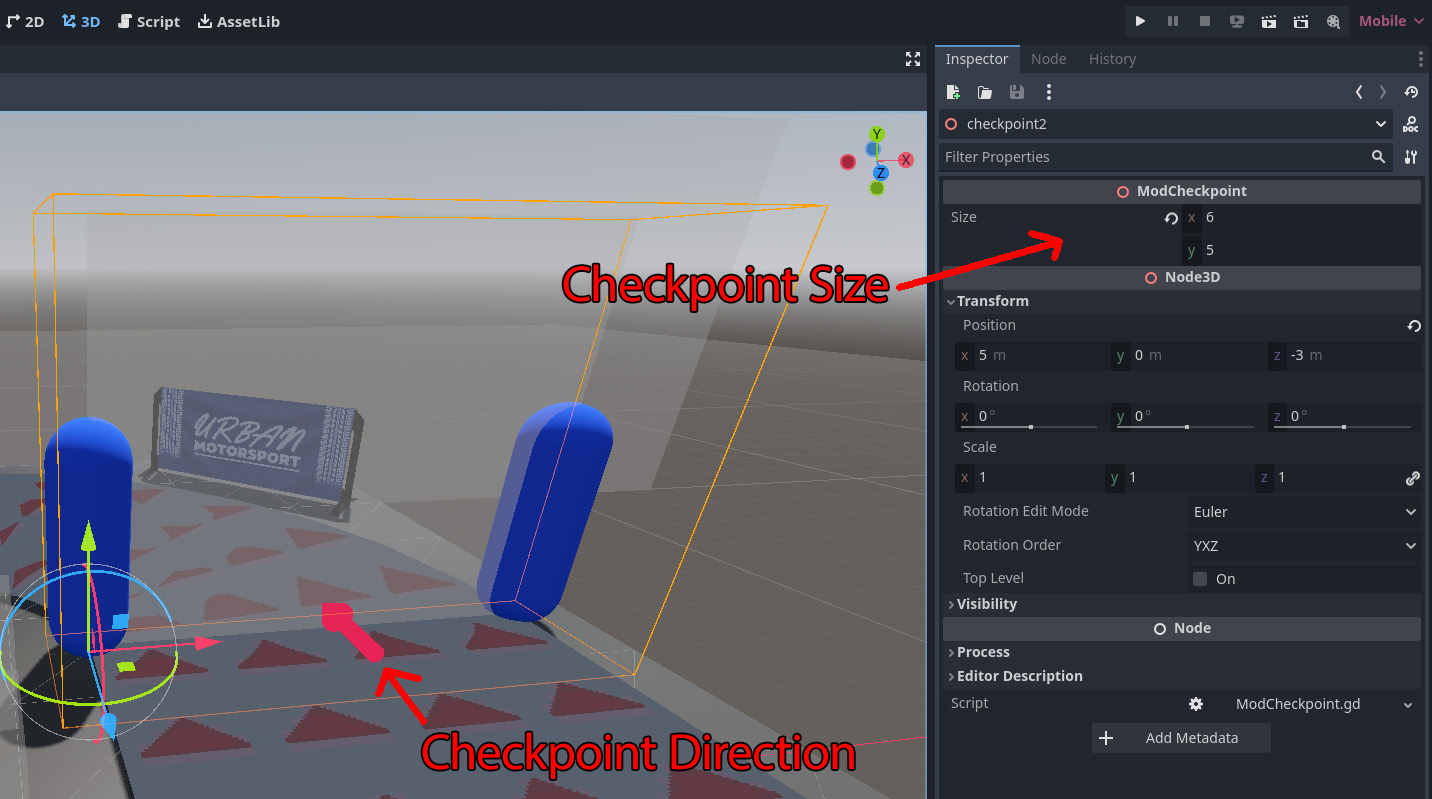 2D 3D Script AssetLib Mobile
Inspector Node History
checkpoint2
Filter Properties
ModCheckpoint
Size x 6
y 5
Node3D
Transform
Position
x 5 m y 0 m z -3 m
Rotation
x 0° y 0° z 0°
Scale
x 1 y 1 z 1
Rotation Edit Mode Euler
Rotation Order YXZ
Top Level On
Visibility
Node
Process
Editor Description
Script ModCheckpoint.gd
Add Metadata
Y
X
Z
Checkpoint Size
URBAN
MOTORSPORT
Checkpoint Direction